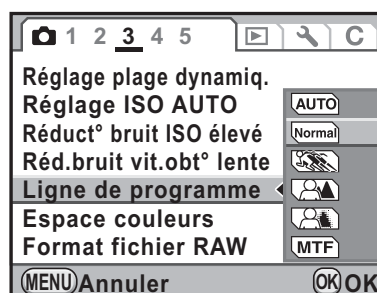 1 2 3 4 5 C
Réglage plage dynamiq.
Réglage ISO AUTO
AUTO
Réduct° bruit ISO élevé
Normal
Réd.bruit vit.obt° lente
Ligne de programme
Espace couleurs
Format fichier RAW
MTF
MENU Annuler
OK OK